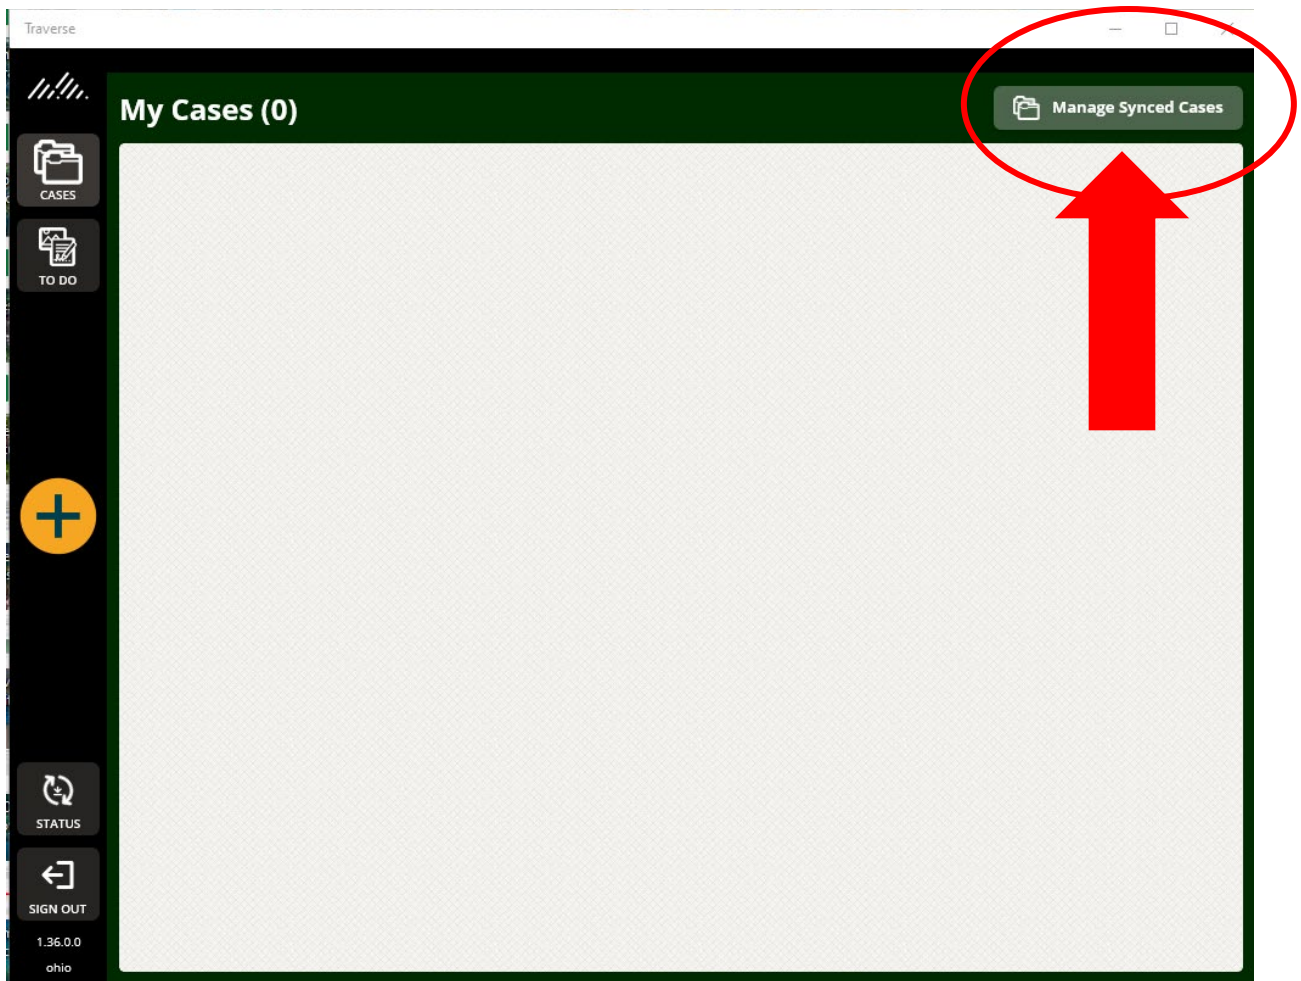 Traverse
My Cases (0)
Manage Synced Cases
CASES
TO DO
STATUS
SIGN OUT
1.36.0.0
ohio